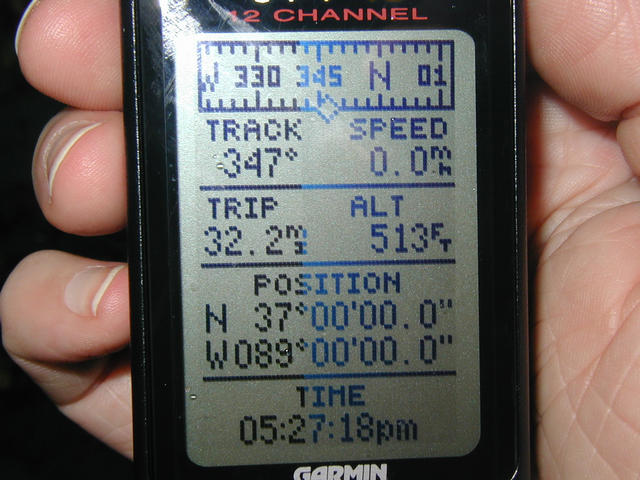 12 CHANNEL
W 330 345 N 01
TRACK SPEED
347° 0.0mh
TRIP ALT
32.2mi 513FT
POSITION
N 37°00'00.0"
W089°00'00.0"
TIME
05:27:18pm
GARMIN